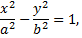 x²/a² − y²/b² = 1,